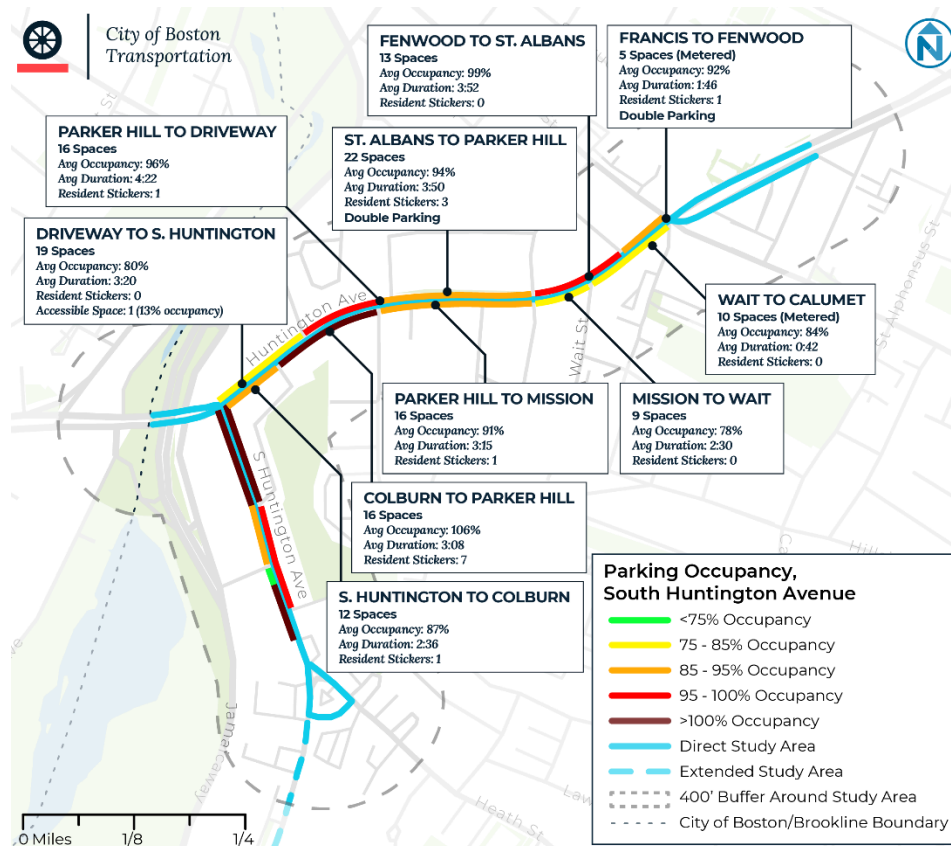 City of Boston
Transportation
N
FENWOOD TO ST. ALBANS
13 Spaces
Avg Occupancy: 99%
Avg Duration: 3:52
Resident Stickers: 0
FRANCIS TO FENWOOD
5 Spaces (Metered)
Avg Occupancy: 92%
Avg Duration: 1:46
Resident Stickers: 1
Double Parking
PARKER HILL TO DRIVEWAY
16 Spaces
Avg Occupancy: 96%
Avg Duration: 4:22
Resident Stickers: 1
ST. ALBANS TO PARKER HILL
22 Spaces
Avg Occupancy: 94%
Avg Duration: 3:50
Resident Stickers: 3
Double Parking
DRIVEWAY TO S. HUNTINGTON
19 Spaces
Avg Occupancy: 80%
Avg Duration: 3:20
Resident Stickers: 0
Accessible Space: 1 (13% occupancy)
Huntington Ave
Wait St
St Alphonsus St
WAIT TO CALUMET
10 Spaces (Metered)
Avg Occupancy: 84%
Avg Duration: 0:42
Resident Stickers: 0
PARKER HILL TO MISSION
16 Spaces
Avg Occupancy: 91%
Avg Duration: 3:15
Resident Stickers: 1
MISSION TO WAIT
9 Spaces
Avg Occupancy: 78%
Avg Duration: 2:30
Resident Stickers: 0
S Huntington Ave
COLBURN TO PARKER HILL
16 Spaces
Avg Occupancy: 106%
Avg Duration: 3:08
Resident Stickers: 7
S. HUNTINGTON TO COLBURN
12 Spaces
Avg Occupancy: 87%
Avg Duration: 2:36
Resident Stickers: 1
Jamaicaway
Heath St
Parking Occupancy,
South Huntington Avenue
<75% Occupancy
75 - 85% Occupancy
85 - 95% Occupancy
95 - 100% Occupancy
>100% Occupancy
Direct Study Area
Extended Study Area
400' Buffer Around Study Area
City of Boston/Brookline Boundary
0 Miles 1/8 1/4